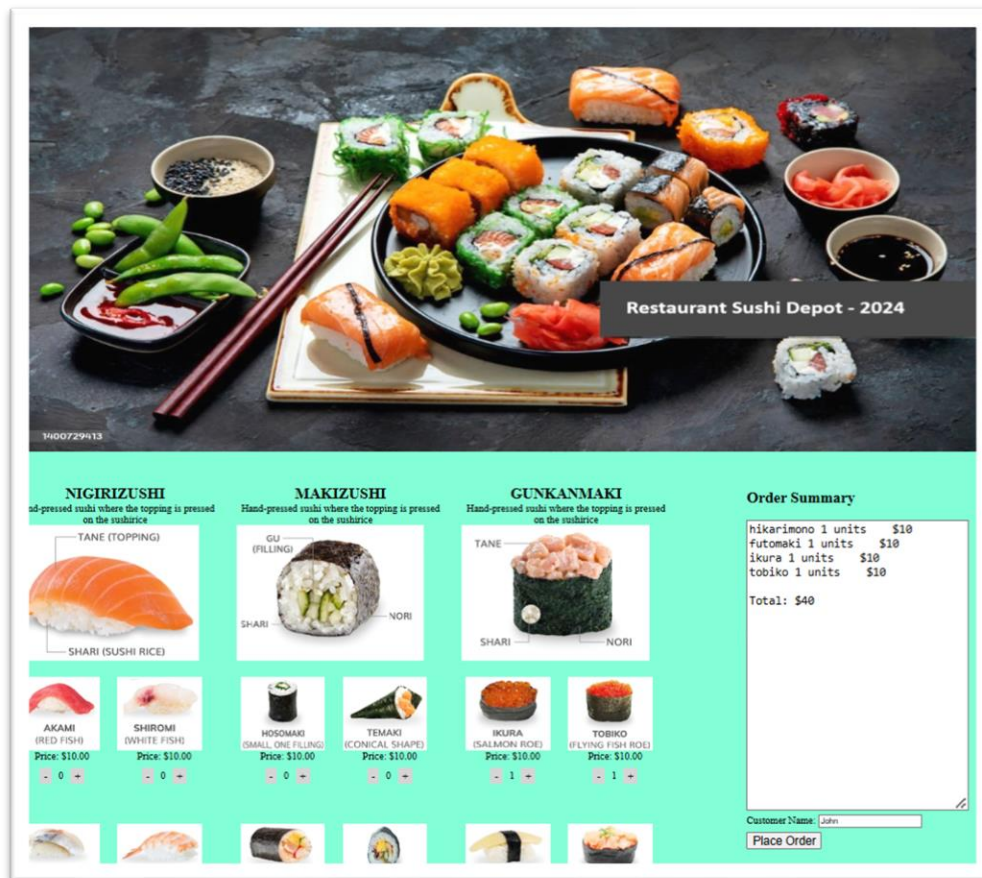 Restaurant Sushi Depot - 2024
1400729413
NIGIRIZUSHI
nd-pressed sushi where the topping is pressed
on the sushirice
TANE (TOPPING)
SHARI (SUSHI RICE)
AKAMI
(RED FISH)
Price: $10.00
- 0 +
SHIROMI
(WHITE FISH)
Price: $10.00
- 0 +
MAKIZUSHI
Hand-pressed sushi where the topping is pressed
on the sushirice
GU
(FILLING)
SHARI
NORI
HOSOMAKI
(SMALL, ONE FILLING)
Price: $10.00
- 0 +
TEMAKI
(CONICAL SHAPE)
Price: $10.00
- 0 +
GUNKANMAKI
Hand-pressed sushi where the topping is pressed
on the sushirice
TANE
SHARI
NORI
IKURA
(SALMON ROE)
Price: $10.00
- 1 +
TOBIKO
(FLYING FISH ROE)
Price: $10.00
- 1 +
Order Summary
hikarimono 1 units $10
futomaki 1 units $10
ikura 1 units $10
tobiko 1 units $10
Total: $40
Customer Name: John
Place Order